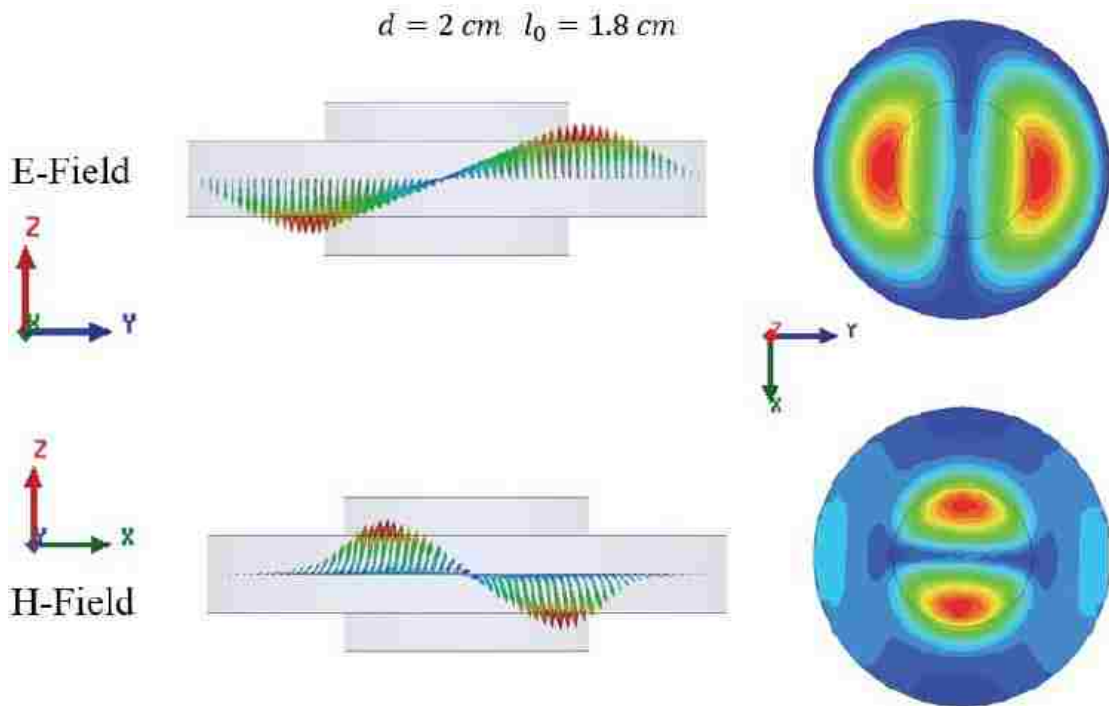 d = 2 cm l₀ = 1.8 cm
E-Field
Z
X
Y
Z
Y
X
Z
Y
X
H-Field